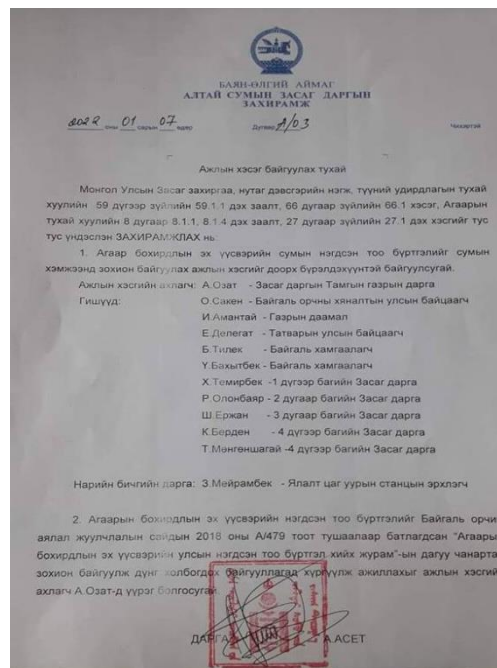 БАЯН-ӨЛГИЙ АЙМАГ
АЛТАЙ СУМЫН ЗАСАГ ДАРГЫН
ЗАХИРАМЖ
2022 оны 01 сарын 07 өдөр Дугаар А/03
Ажлын хэсэг байгуулах тухай
Монгол Улсын Засаг захиргаа, нутаг дэвсгэрийн нэгж, түүний удирдлагын тухай
хуулийн 59 дүгээр зүйлийн 59.1.1 дэх заалт, 66 дугаар зүйлийн 66.1 хэсэг, Агаарын
тухай хуулийн 8 дугаар 8.1.1, 8.1.4 дэх заалт, 27 дугаар зүйлийн 27.1 дэх хэсгийг тус
тус үндэслэн ЗАХИРАМЖЛАХ нь:
1. Агаар бохирдлын эх үүсвэрийн сумын нэгдсэн тоо бүртгэлийг сумын
хэмжээнд зохион байгуулах ажлын хэсгийг доорх бүрэлдэхүүнтэй байгуулсугай.
Ажлын хэсгийн ахлагч: А.Озат - Засаг даргын Тамгын газрын дарга
Гишүүд: О.Сакен - Байгаль орчны хяналтын улсын байцаагч
И.Амантай - Газрын даамал
Е.Делегат - Татварын улсын байцаагч
Б.Тилек - Байгаль хамгаалагч
Ү.Бахытбек - Байгаль хамгаалагч
Х.Темирбек -1 дүгээр багийн Засаг дарга
Р.Олонбаяр - 2 дугаар багийн Засаг дарга
Ш.Ержан - 3 дугаар багийн Засаг дарга
К.Берден - 4 дүгээр багийн Засаг дарга
Т.Мөнгөншагай -4 дүгээр багийн Засаг дарга
Нарийн бичгийн дарга: З.Мейрамбек - Ялалт цаг уурын станцын эрхлэгч
2. Агаарын бохирдлын эх үүсвэрийн нэгдсэн тоо бүртгэлийг Байгаль орчи
аялал жуулчлалын сайдын 2018 оны А/479 тоот тушаалаар батлагдсан “Агаары
бохирдлын эх үүсвэрийн улсын нэгдсэн тоо бүртгэл хийх журам”-ын дагуу чанарта
зохион байгуулж дүнг холбогдох байгууллагад хүргүүлж ажиллахыг ажлын хэсгий
ахлагч А.Озат-д үүрэг болгосугай.
ДАРГА А.АСЕТ